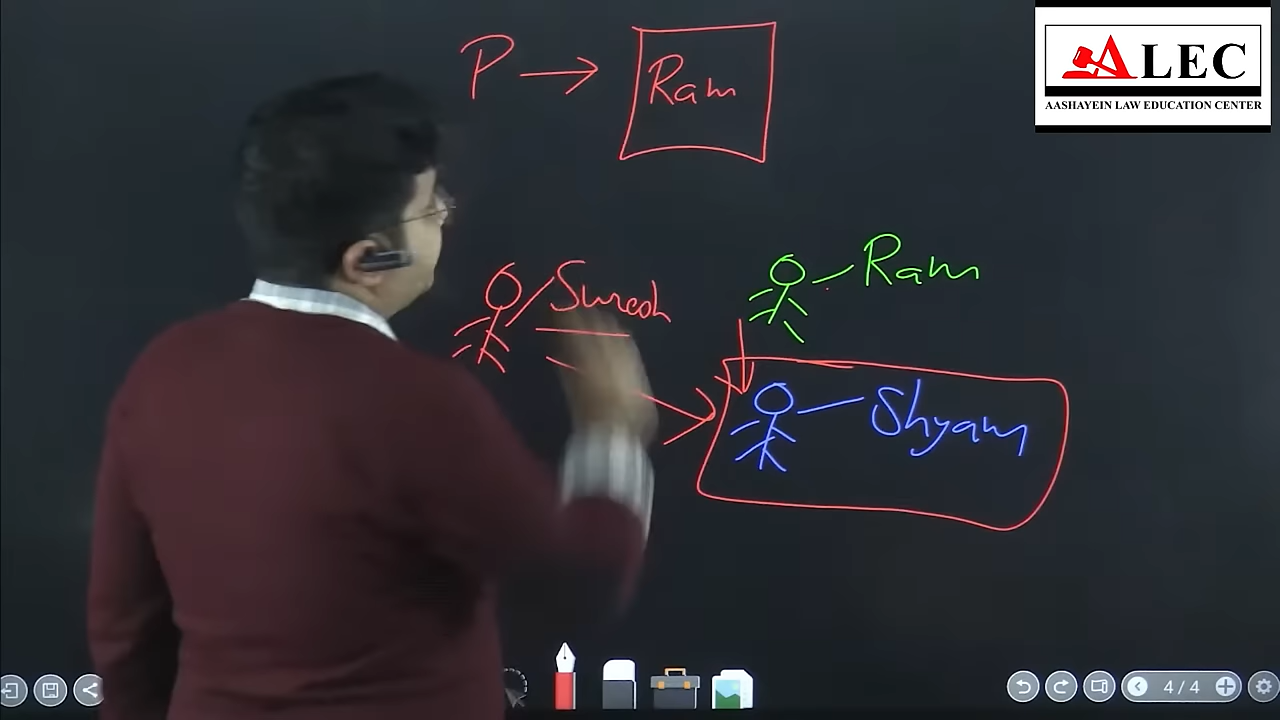 P → Ram
ALEC
AASHAYEIN LAW EDUCATION CENTER
Suresh
Ram
Shyam
4/4